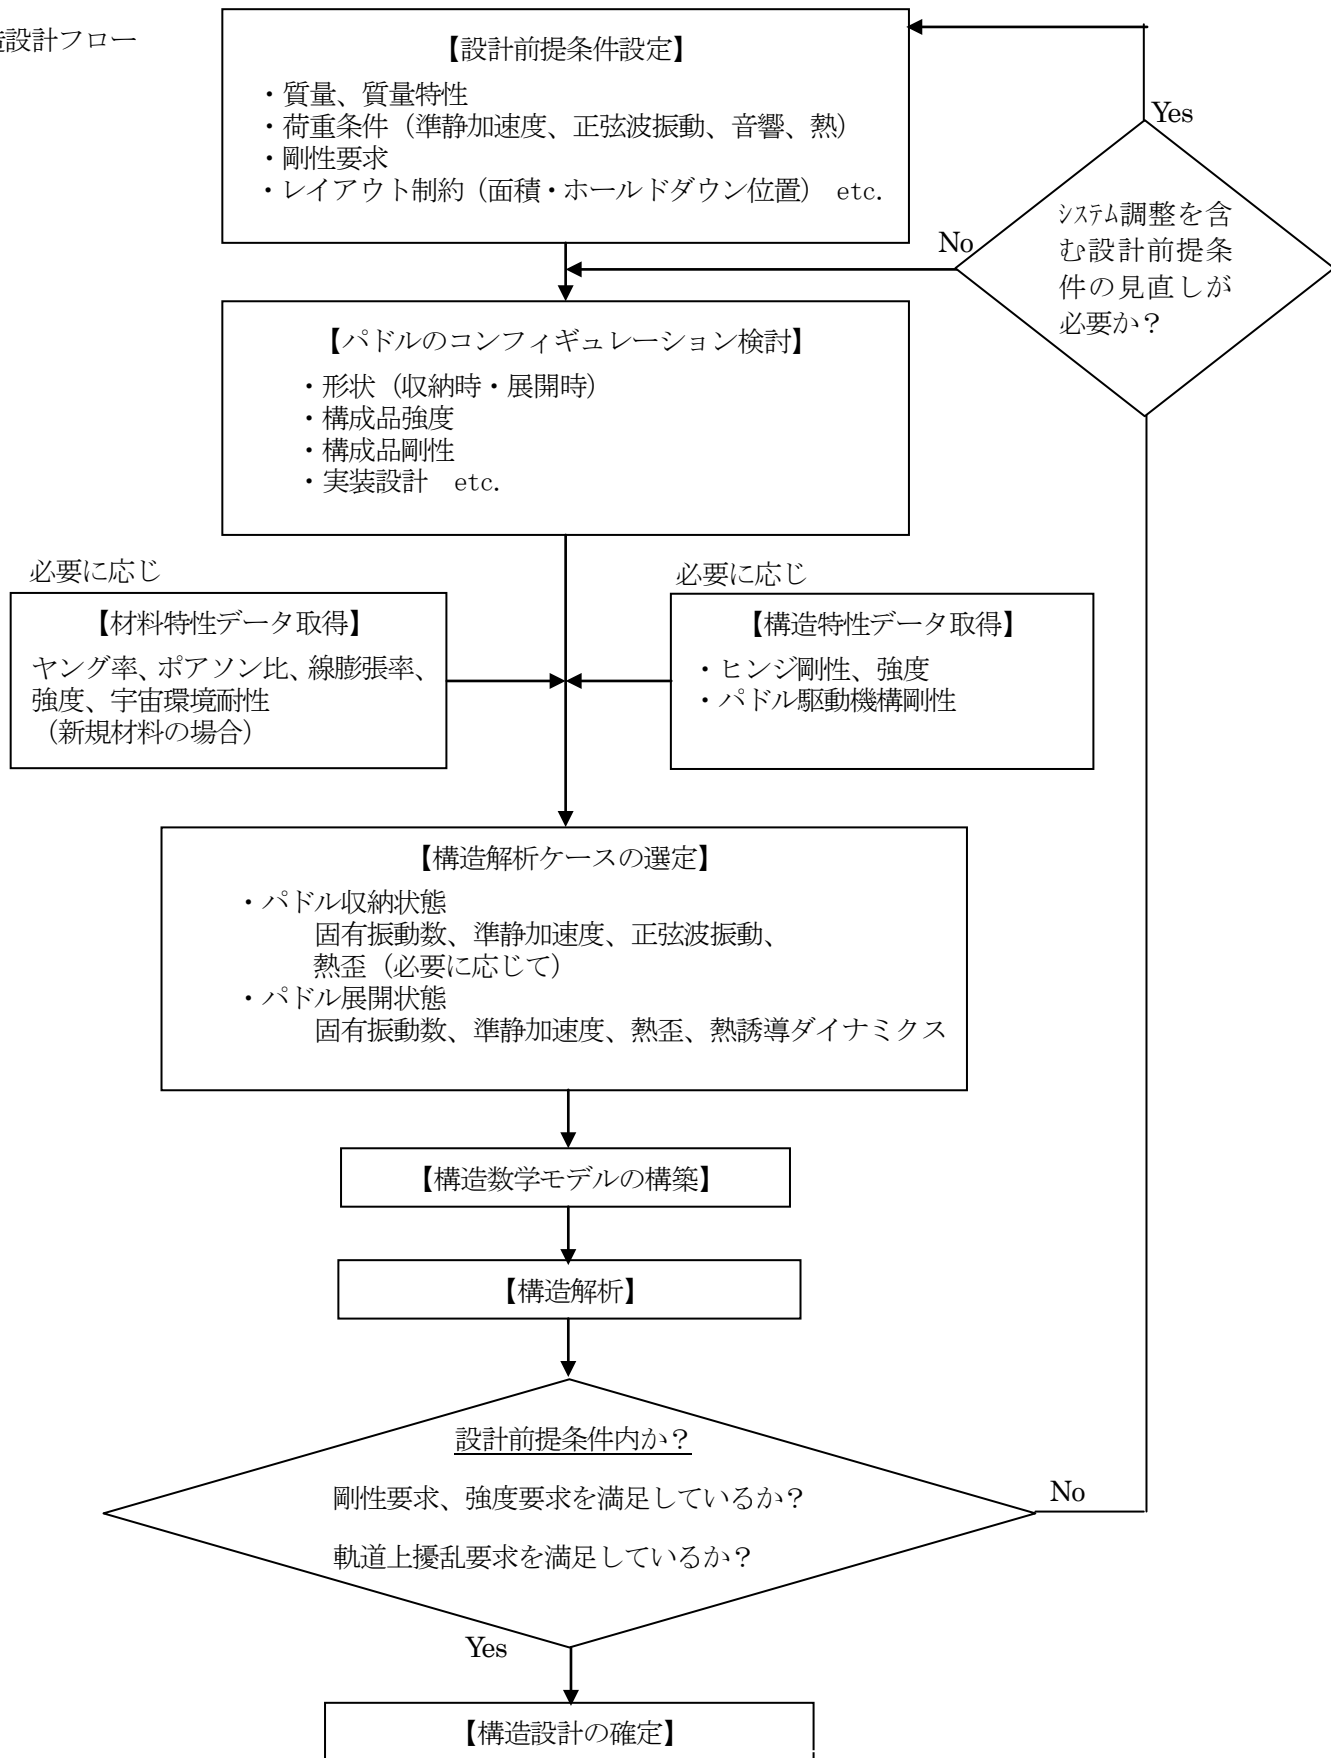 造設計フロー
【設計前提条件設定】
・質量、質量特性
・荷重条件（準静加速度、正弦波振動、音響、熱）
・剛性要求
・レイアウト制約（面積・ホールドダウン位置） etc.
Yes
No
ｼｽﾃﾑ調整を含
む設計前提条
件の見直しが
必要か？
【パドルのコンフィギュレーション検討】
・形状（収納時・展開時）
・構成品強度
・構成品剛性
・実装設計 etc.
必要に応じ
【材料特性データ取得】
ヤング率、ポアソン比、線膨張率、
強度、宇宙環境耐性
（新規材料の場合）
必要に応じ
【構造特性データ取得】
・ヒンジ剛性、強度
・パドル駆動機構剛性
【構造解析ケースの選定】
・パドル収納状態
固有振動数、準静加速度、正弦波振動、
熱歪（必要に応じて）
・パドル展開状態
固有振動数、準静加速度、熱歪、熱誘導ダイナミクス
【構造数学モデルの構築】
【構造解析】
設計前提条件内か？
剛性要求、強度要求を満足しているか？
軌道上擾乱要求を満足しているか？
No
Yes
【構造設計の確定】